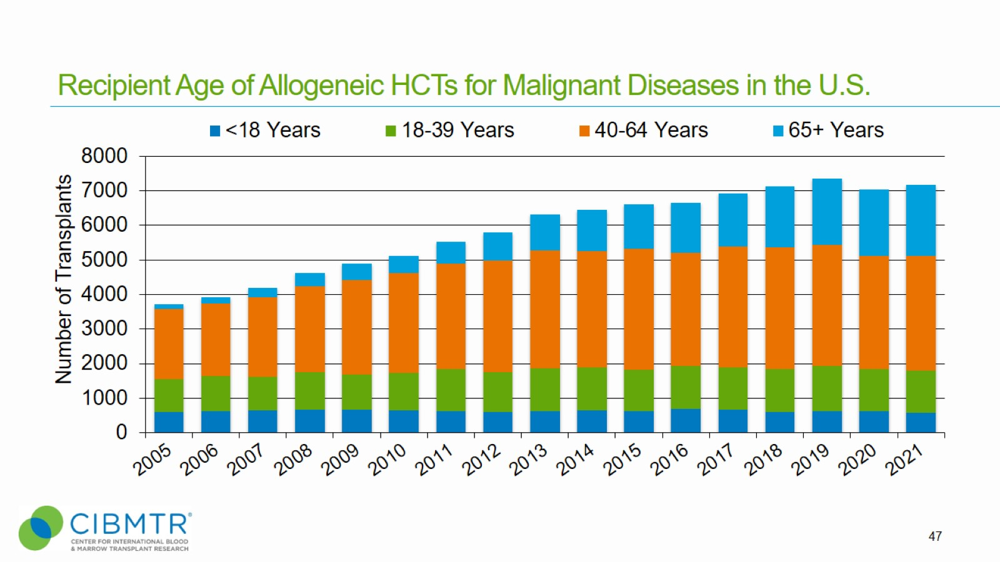 Recipient Age of Allogeneic HCTs for Malignant Diseases in the U.S.
<18 Years 18-39 Years 40-64 Years 65+ Years
Number of Transplants
8000
7000
6000
5000
4000
3000
2000
1000
0
2005 2006 2007 2008 2009 2010 2011 2012 2013 2014 2015 2016 2017 2018 2019 2020 2021
CIBMTR®
CENTER FOR INTERNATIONAL BLOOD
& MARROW TRANSPLANT RESEARCH
47